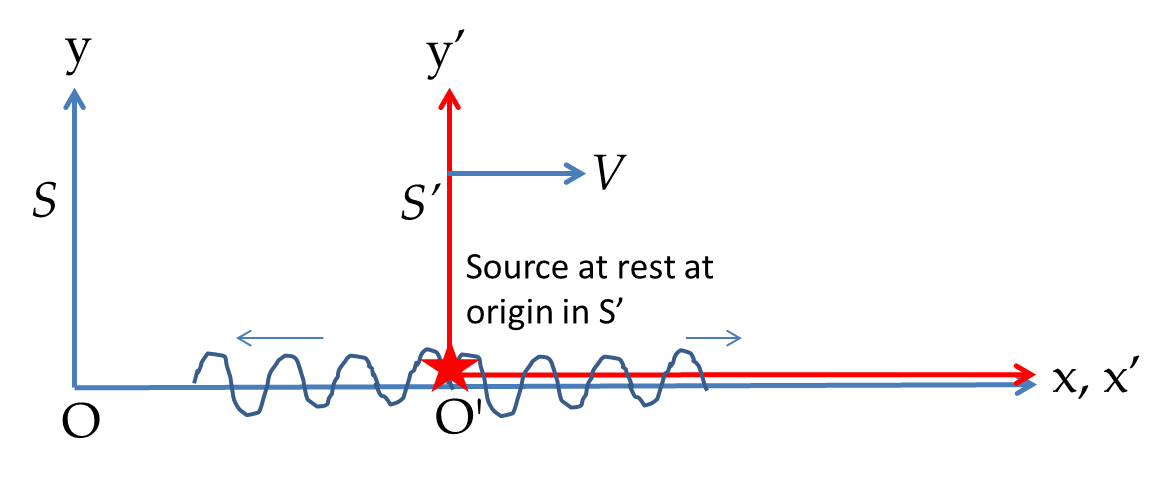 y
y′
S
S′
V
Source at rest at
origin in S’
x, x′
O
O'